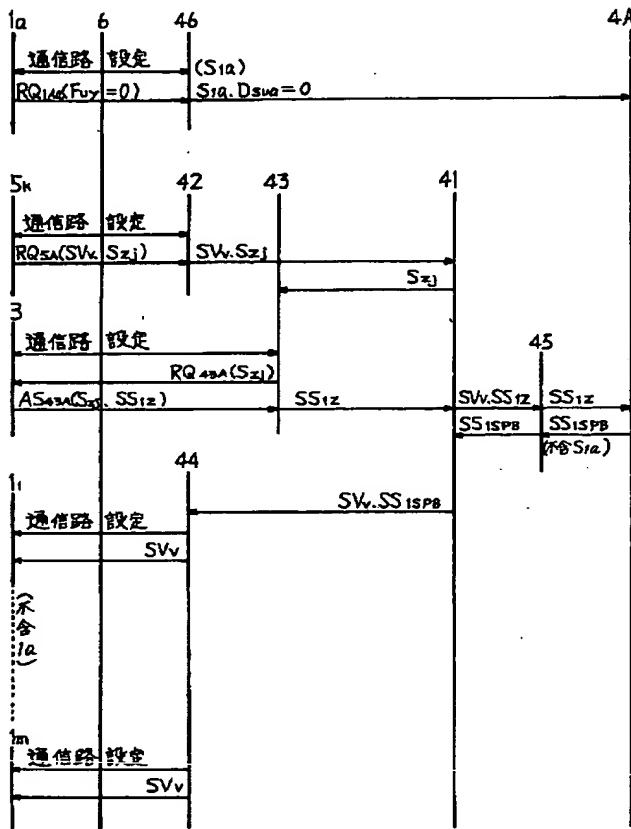 1a 6 46 4A
通信路 設定 (S1a)
RQ1AA(Fuy=0) S1a.Dsua=0
5k 42 43 41
通信路 設定
RQ5A(SVv. Szj) SVv.Szj
Szj
3
通信路 設定 45
RQ43A(Szj)
AS43A(Szj. SS1z) SS1z SVv.SS1z SS1z
SS1SPB SS1SPB
(不含S1a)
1i 44
SVv.SS1SPB
通信路 設定
SVv
(不含1a)
1m
通信路 設定
SVv